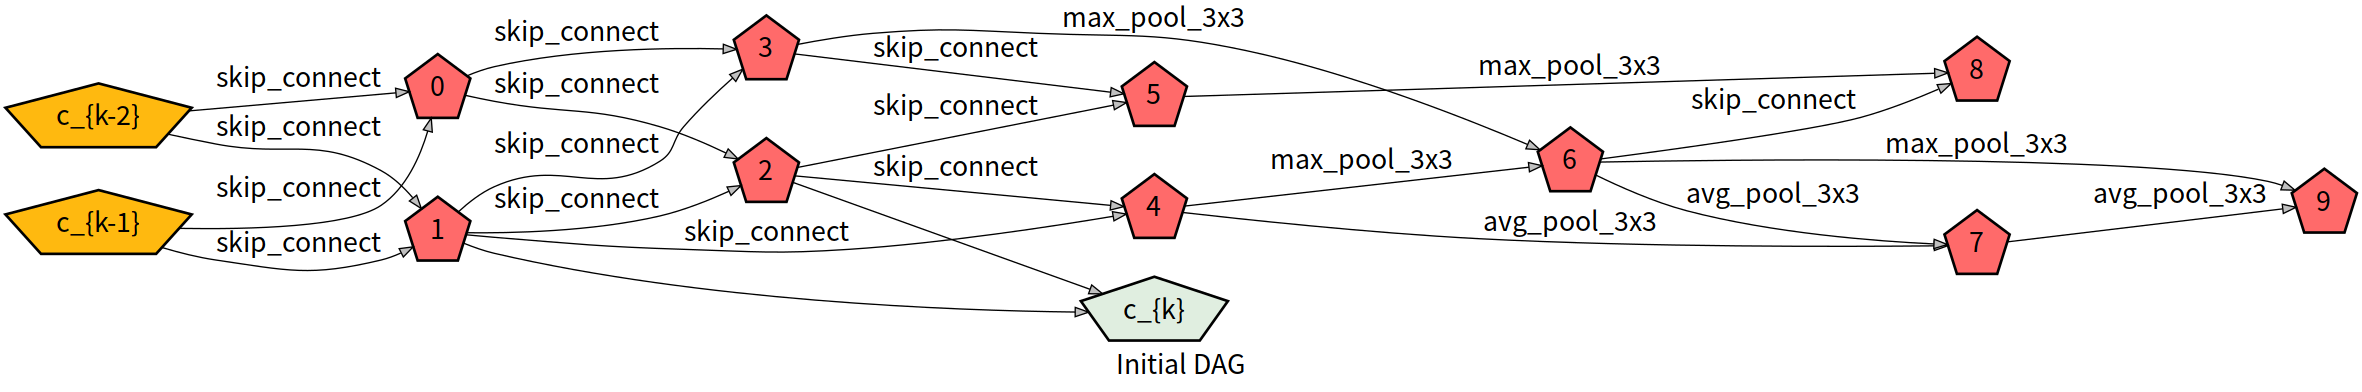 max_pool_3x3
skip_connect
3
skip_connect
skip_connect
max_pool_3x3
8
skip_connect
0
skip_connect
5
skip_connect
skip_connect
c_{k-2}
skip_connect
skip_connect
max_pool_3x3
max_pool_3x3
6
skip_connect
2
skip_connect
skip_connect
avg_pool_3x3
avg_pool_3x3
9
4
c_{k-1}
skip_connect
1
skip_connect
avg_pool_3x3
7
c_{k}
Initial DAG